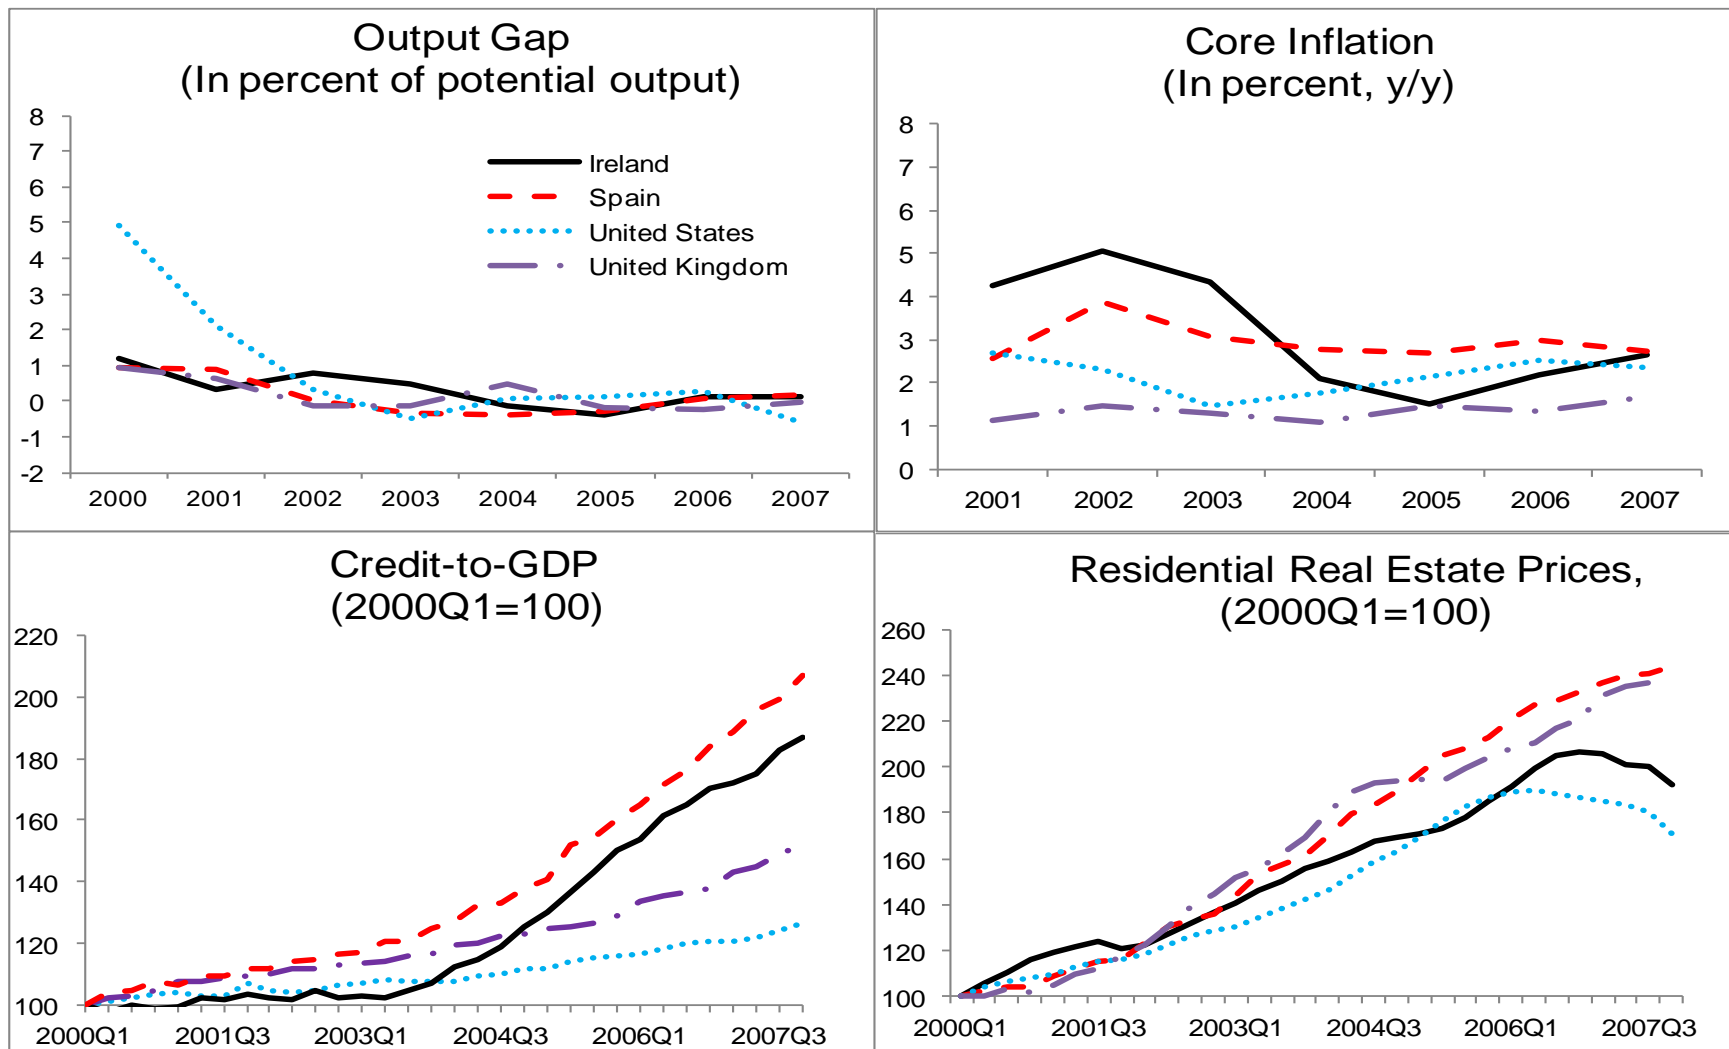 Output Gap
(In percent of potential output)
8
7
6
5
4
3
2
1
0
-1
-2
Ireland
Spain
United States
United Kingdom
2000 2001 2002 2003 2004 2005 2006 2007
Core Inflation
(In percent, y/y)
8
7
6
5
4
3
2
1
0
2001 2002 2003 2004 2005 2006 2007
Credit-to-GDP
(2000Q1=100)
220
200
180
160
140
120
100
2000Q1 2001Q3 2003Q1 2004Q3 2006Q1 2007Q3
Residential Real Estate Prices,
(2000Q1=100)
260
240
220
200
180
160
140
120
100
2000Q1 2001Q3 2003Q1 2004Q3 2006Q1 2007Q3